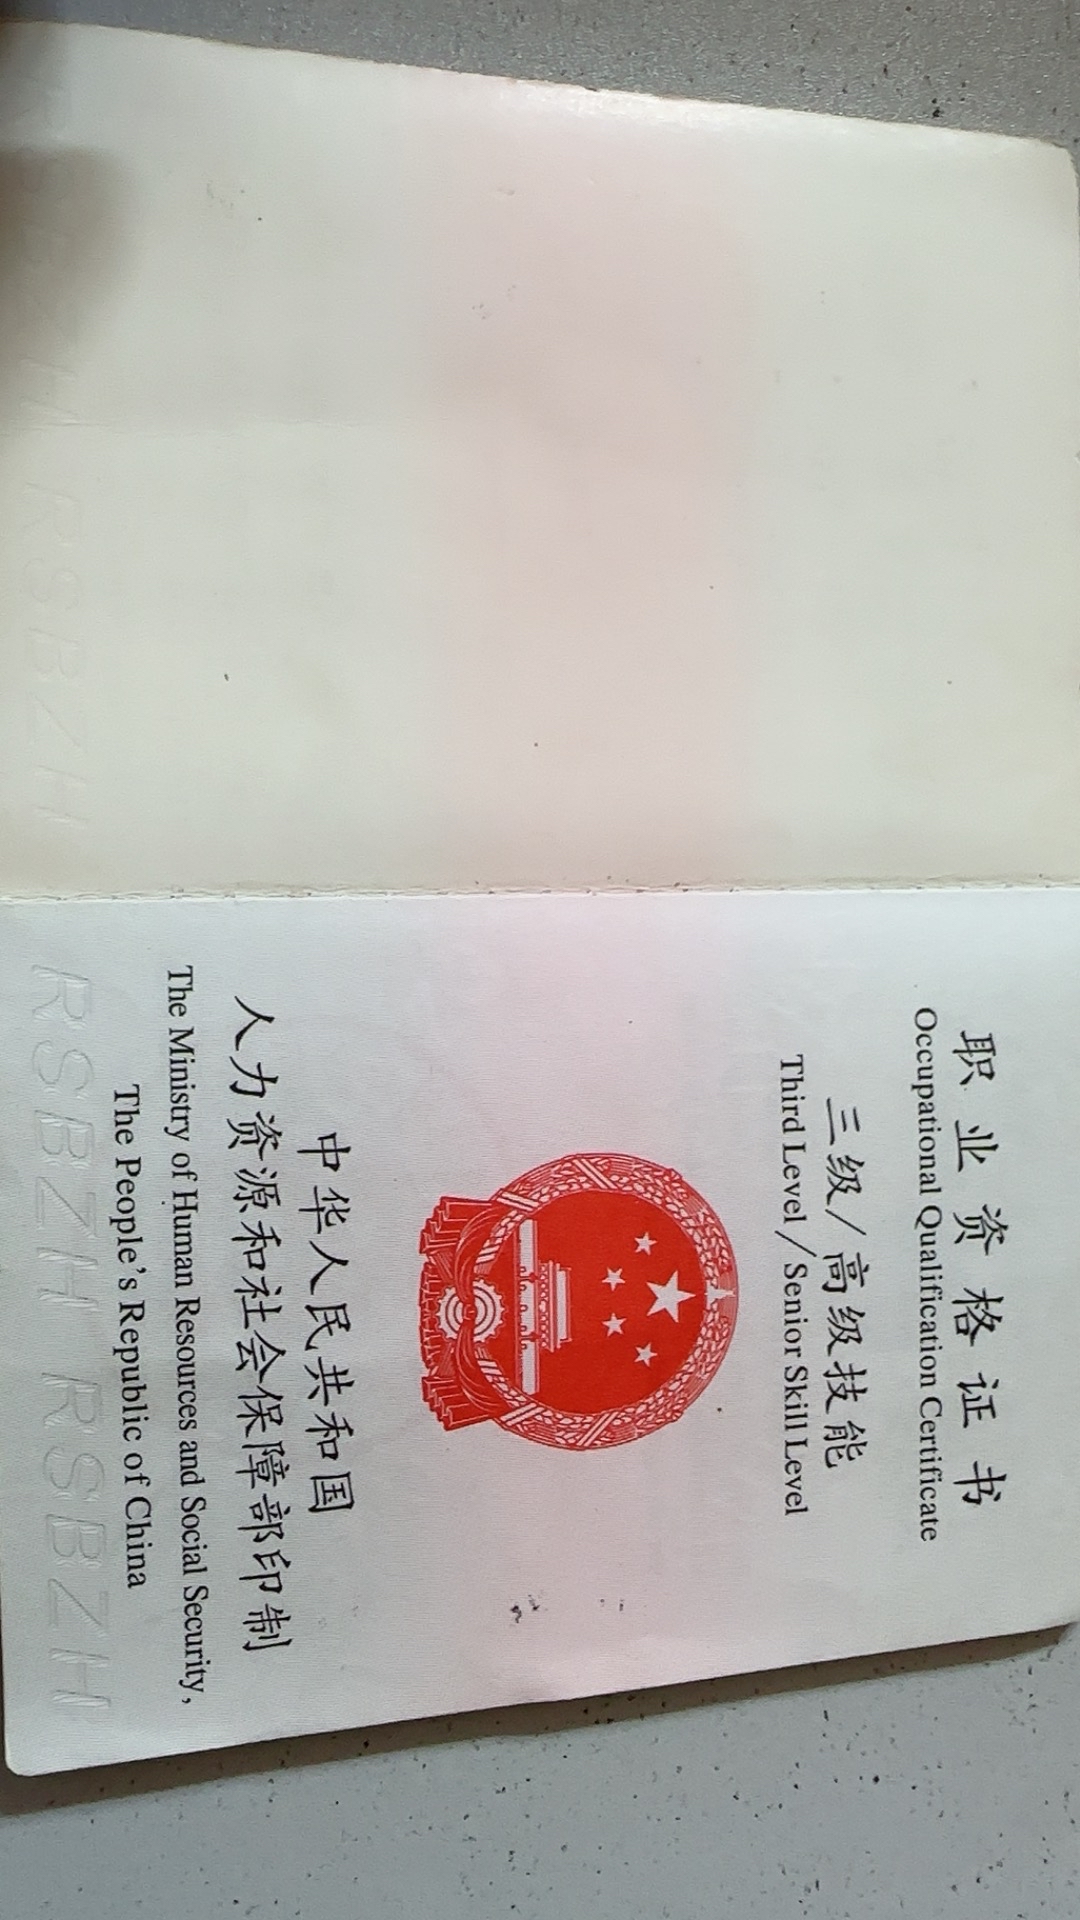 职业资格证书
Occupational Qualification Certificate
三级/高级技能
Third Level/Senior Skill Level
中华人民共和国
人力资源和社会保障部印制
The Ministry of Human Resources and Social Security,
The People's Republic of China
RSBZH RSBZH
RSBZH